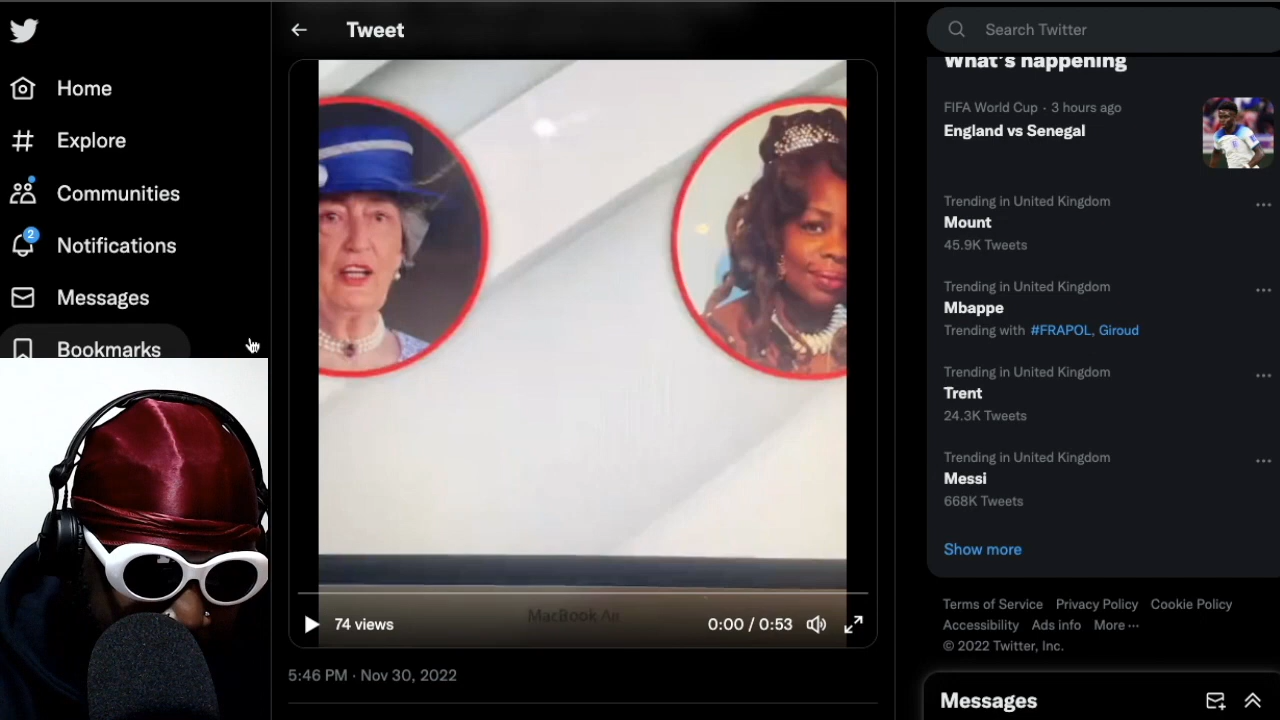 Home
Explore
Communities
2
Notifications
Messages
Bookmarks
Tweet
74 views
MacBook Air
0:00 / 0:53
5:46 PM · Nov 30, 2022
Search Twitter
What's happening
FIFA World Cup · 3 hours ago
England vs Senegal
Trending in United Kingdom
Mount
45.9K Tweets
Trending in United Kingdom
Mbappe
Trending with #FRAPOL, Giroud
Trending in United Kingdom
Trent
24.3K Tweets
Trending in United Kingdom
Messi
668K Tweets
Show more
Terms of Service Privacy Policy Cookie Policy
Accessibility Ads info More ···
© 2022 Twitter, Inc.
Messages